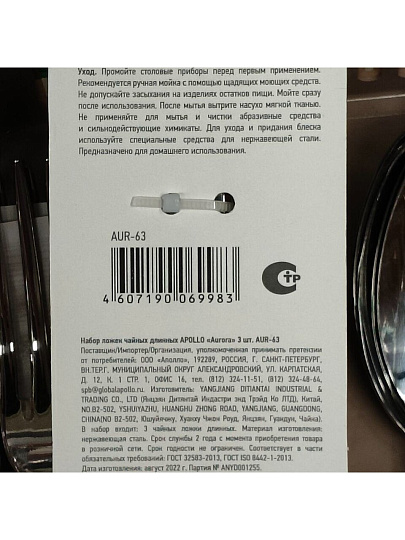 Уход. Промойте столовые приборы перед первым применением.
Рекомендуется ручная мойка с помощью щадящих моющих средств.
Не допускайте засыхания на изделиях остатков пищи. Мойте сразу
после использования. После мытья вытрите насухо мягкой тканью.
Не применяйте для мытья и чистки абразивные средства
и сильнодействующие химикаты. Для ухода и придания блеска
используйте специальные средства для нержавеющей стали.
Предназначено для домашнего использования.
AUR-63
4 607190 069983
СТР
Набор ложек чайных длинных APOLLO «Aurora» 3 шт. AUR-63
Поставщик/Импортер/Организация, уполномоченная принимать претензии
от потребителей: ООО «Аполло», 192289, РОССИЯ, Г. САНКТ-ПЕТЕРБУРГ,
ВН.ТЕР.Г. МУНИЦИПАЛЬНЫЙ ОКРУГ АЛЕКСАНДРОВСКИЙ, УЛ. КАРПАТСКАЯ,
Д. 12, К. 1 СТР. 1, ОФИС 16, тел. (812) 324-11-51, (812) 324-48-64,
spb@globalapollo.ru Изготовитель: YANGJIANG DITIANTAI INDUSTRIAL &
TRADING CO., LTD (Янцзян Дитинтай Индастри энд Трэйд Ко ЛТД), Китай,
NO.B2-502, YSHUIYAZHU, HUANGHU ZHONG ROAD, YANGJIANG, GUANGDONG,
CHINA(NO B2-502, Юшуйячжу, Хуанху Чжон Роуд, Янцзян, Гуандун, Чайна)
В набор входит: 3 чайных ложки длинных. Материал изготовления:
нержавеющая сталь. Срок службы 2 года с момента приобретения товара
в розничной сети. Срок годности не ограничен. Соответствует в части
обязательных требований: ГОСТ 32583-2013, ГОСТ ISO 8442-1-2013.
Дата изготовления: август 2022 г. Партия № ANYD001255.